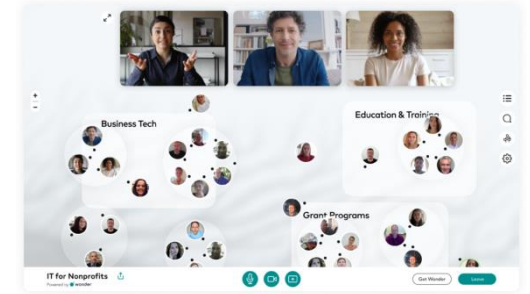 Business Tech
Education & Training
Grant Programs
IT for Nonprofits
Powered by wonder
Get Wonder
Leave